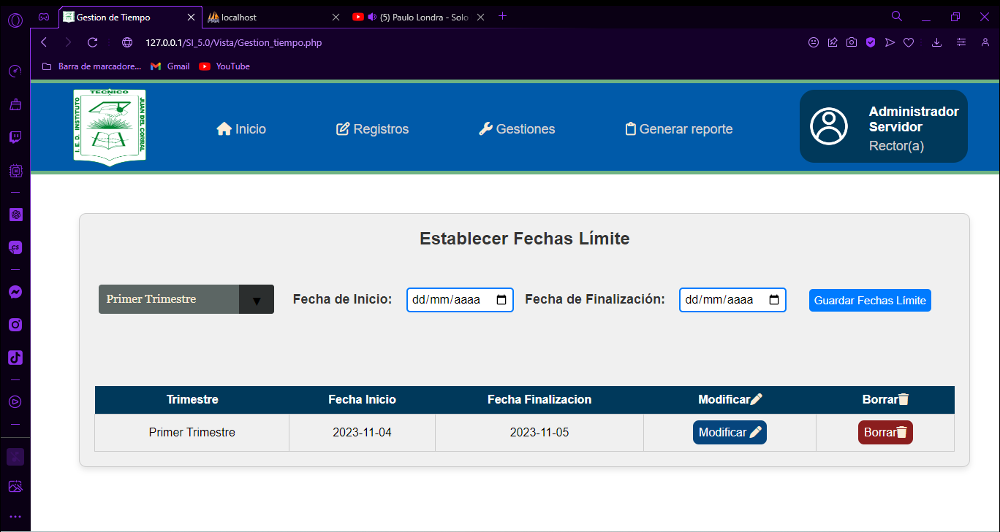 Gestion de Tiempo
localhost
(5) Paulo Londra - Solo
127.0.0.1/SI_5.0/Vista/Gestion_tiempo.php
Barra de marcadore...
Gmail
YouTube
TECNICO
I. E. D. INSTITUTO
JUAN DEL CORRAL
Inicio
Registros
Gestiones
Generar reporte
Administrador
Servidor
Rector(a)
Establecer Fechas Límite
Primer Trimestre ▼ Fecha de Inicio: dd/mm/aaaa Fecha de Finalización: dd/mm/aaaa Guardar Fechas Límite
Trimestre Fecha Inicio Fecha Finalizacion Modificar Borrar
Primer Trimestre 2023-11-04 2023-11-05 Modificar Borrar